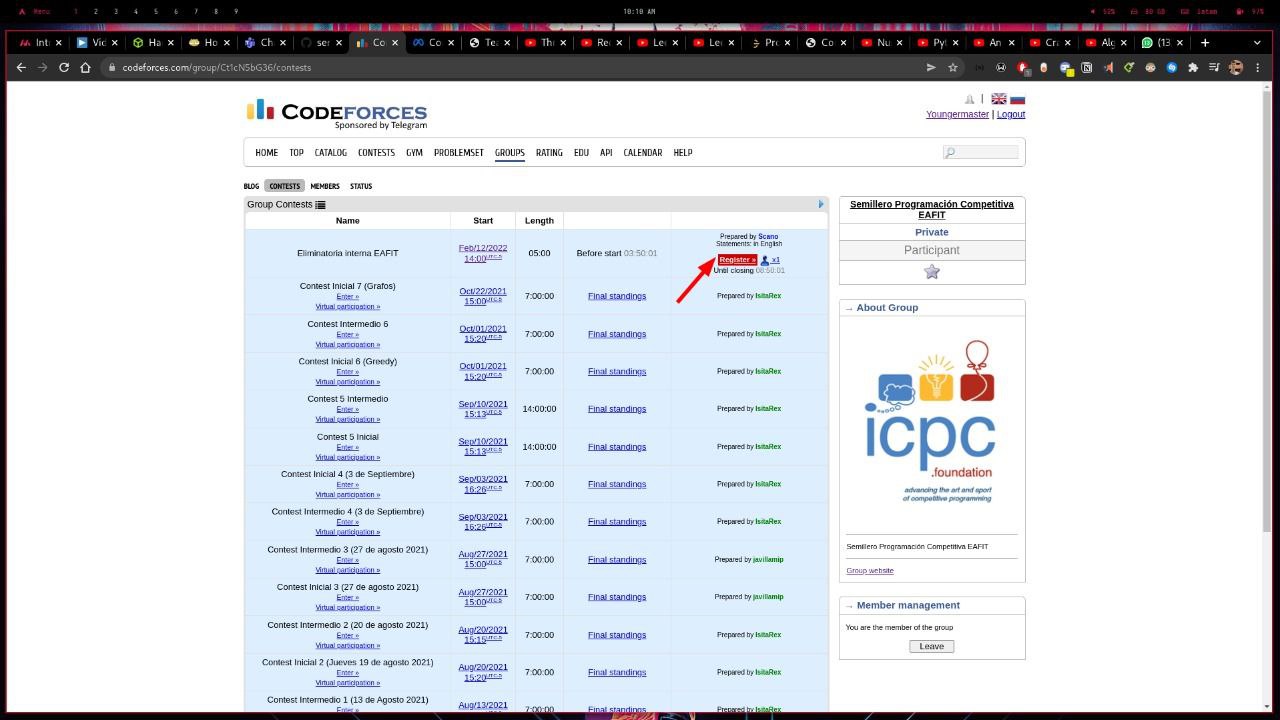 Menu 1 2 3 4 5 6 7 8 9 10:10 AM
Vid Ha ser Co Te Thr Rec Le Le Pro Co Nu Pyt An Cra Alg (13
codeforces.com/group/Ct1cN5bG36/contests
CODEFORCES
Sponsored by Telegram
Youngermaster | Logout
HOME TOP CATALOG CONTESTS GYM PROBLEMSET GROUPS RATING EDU API CALENDAR HELP
BLOG CONTESTS MEMBERS STATUS
Group Contests
Name Start Length
Eliminatoria interna EAFIT
Feb/12/2022
14:00UTC-5
05:00
Before start 03:50:01
Prepared by Scano
Statements: in English
Register » x1
Until closing 08:50:01
Contest Inicial 7 (Grafos)
Enter »
Virtual participation »
Oct/22/2021
15:00UTC-5
7:00:00
Final standings
Prepared by IsitaRex
Contest Intermedio 6
Enter »
Virtual participation »
Oct/01/2021
15:20UTC-5
7:00:00
Final standings
Prepared by IsitaRex
Contest Inicial 6 (Greedy)
Enter »
Virtual participation »
Oct/01/2021
15:20UTC-5
7:00:00
Final standings
Prepared by IsitaRex
Contest 5 Intermedio
Enter »
Virtual participation »
Sep/10/2021
15:13UTC-5
14:00:00
Final standings
Prepared by IsitaRex
Contest 5 Inicial
Enter »
Virtual participation »
Sep/10/2021
15:13UTC-5
14:00:00
Final standings
Prepared by IsitaRex
Contest Inicial 4 (3 de Septiembre)
Enter »
Virtual participation »
Sep/03/2021
16:26UTC-5
7:00:00
Final standings
Prepared by IsitaRex
Contest Intermedio 4 (3 de Septiembre)
Enter »
Virtual participation »
Sep/03/2021
16:26UTC-5
7:00:00
Final standings
Prepared by IsitaRex
Contest Intermedio 3 (27 de agosto 2021)
Enter »
Virtual participation »
Aug/27/2021
15:00UTC-5
7:00:00
Final standings
Prepared by javillamip
Contest Inicial 3 (27 de agosto 2021)
Enter »
Virtual participation »
Aug/27/2021
15:00UTC-5
7:00:00
Final standings
Prepared by javillamip
Contest Intermedio 2 (20 de agosto 2021)
Enter »
Virtual participation »
Aug/20/2021
15:15UTC-5
7:00:00
Final standings
Prepared by IsitaRex
Contest Inicial 2 (Jueves 19 de agosto 2021)
Enter »
Virtual participation »
Aug/20/2021
15:20UTC-5
7:00:00
Final standings
Prepared by IsitaRex
Contest Intermedio 1 (13 de Agosto 2021)
Enter »
Aug/13/2021
7:00:00
Final standings
Prepared by IsitaRex
Semillero Programación Competitiva
EAFIT
Private
Participant
→ About Group
icpc
.foundation
advancing the art and sport
of competitive programming
Semillero Programación Competitiva EAFIT
Group website
→ Member management
You are the member of the group
Leave